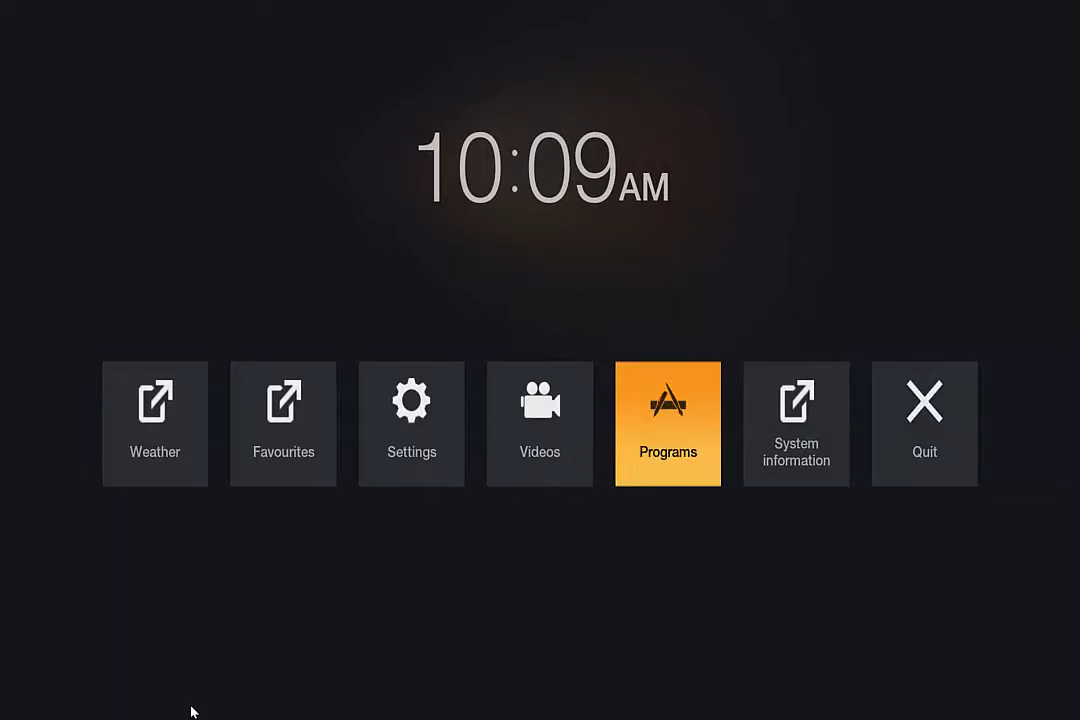 10:09AM
Weather
Favourites
Settings
Videos
Programs
System
information
Quit